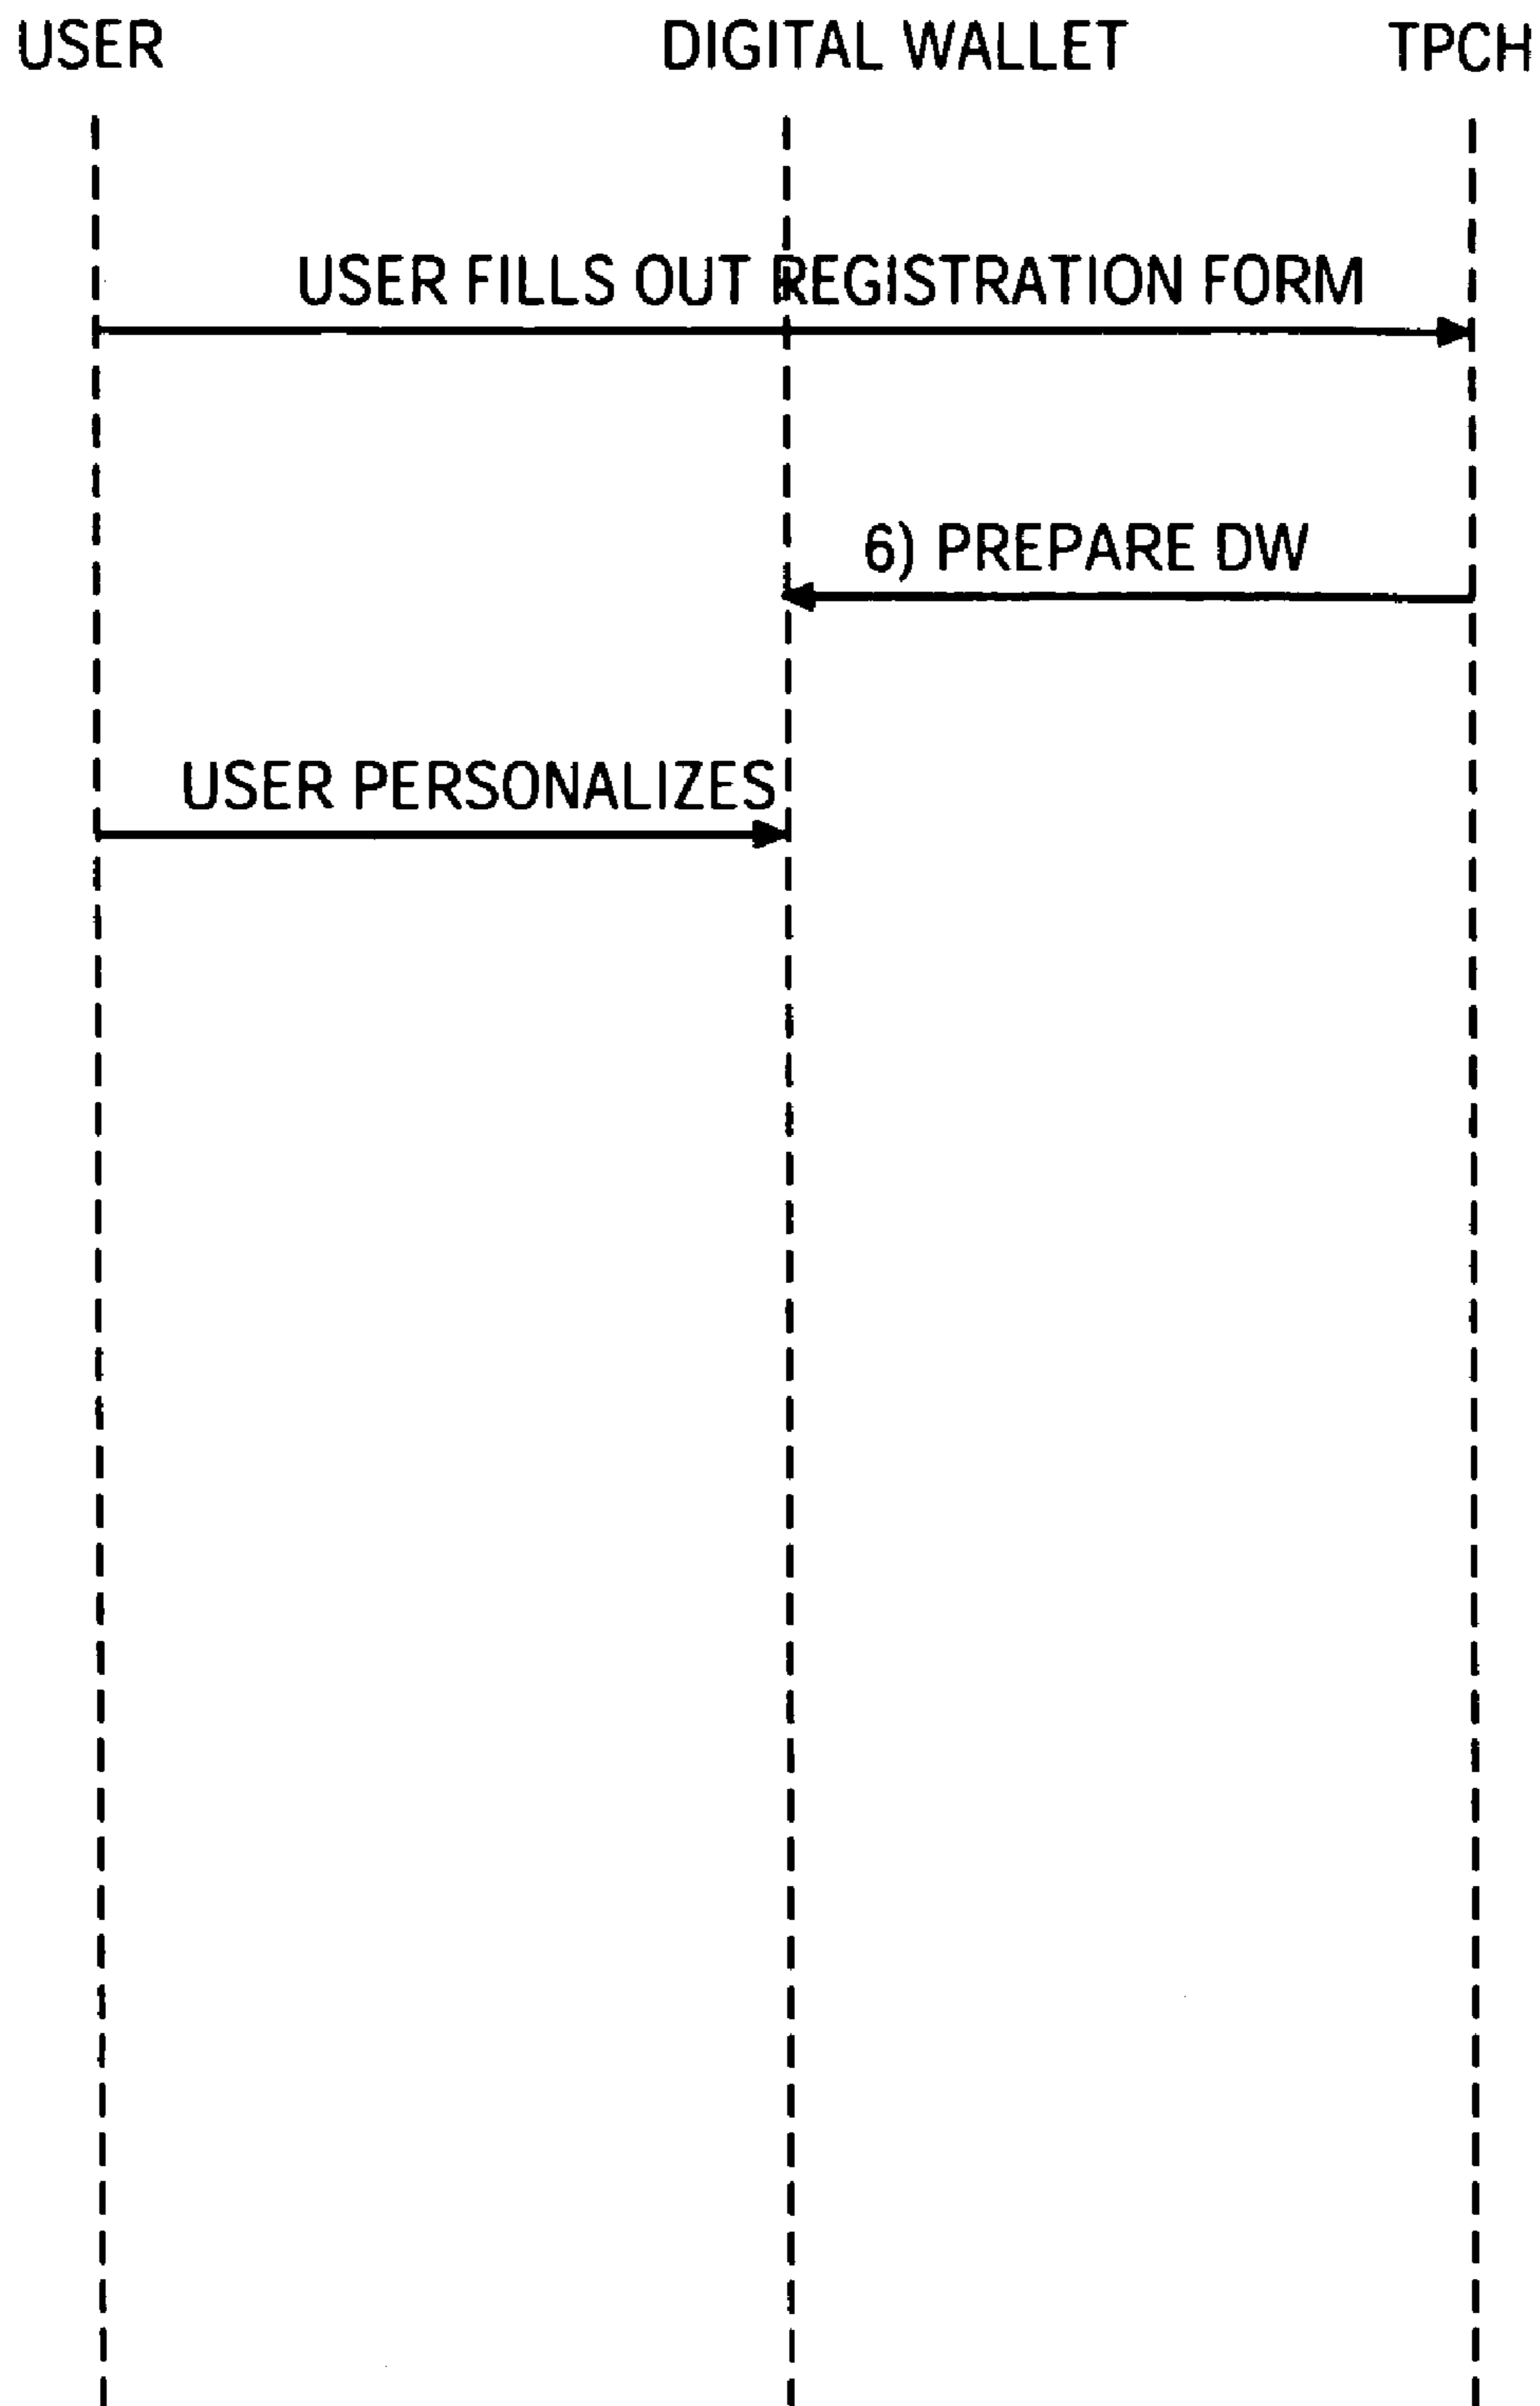 USER DIGITAL WALLET TPCH
USER FILLS OUT REGISTRATION FORM
6) PREPARE DW
USER PERSONALIZES